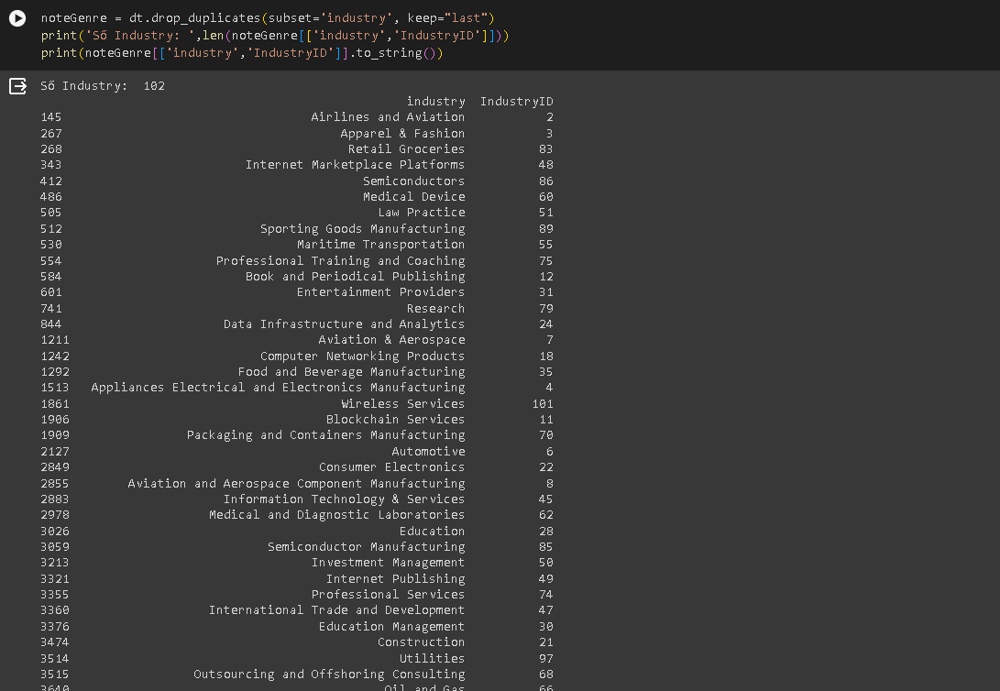 noteGenre = dt.drop_duplicates(subset='industry', keep="last")
print('Số Industry: ',len(noteGenre[['industry','IndustryID']]))
print(noteGenre[['industry','IndustryID']].to_string())
Số Industry:  102
industry IndustryID
145 Airlines and Aviation 2
267 Apparel & Fashion 3
268 Retail Groceries 83
343 Internet Marketplace Platforms 48
412 Semiconductors 86
486 Medical Device 60
505 Law Practice 51
512 Sporting Goods Manufacturing 89
530 Maritime Transportation 55
554 Professional Training and Coaching 75
584 Book and Periodical Publishing 12
601 Entertainment Providers 31
741 Research 79
844 Data Infrastructure and Analytics 24
1211 Aviation & Aerospace 7
1242 Computer Networking Products 18
1292 Food and Beverage Manufacturing 35
1513 Appliances Electrical and Electronics Manufacturing 4
1861 Wireless Services 101
1906 Blockchain Services 11
1909 Packaging and Containers Manufacturing 70
2127 Automotive 6
2849 Consumer Electronics 22
2855 Aviation and Aerospace Component Manufacturing 8
2883 Information Technology & Services 45
2978 Medical and Diagnostic Laboratories 62
3026 Education 28
3059 Semiconductor Manufacturing 85
3213 Investment Management 50
3321 Internet Publishing 49
3355 Professional Services 74
3360 International Trade and Development 47
3376 Education Management 30
3474 Construction 21
3514 Utilities 97
3515 Outsourcing and Offshoring Consulting 68
3640 Oil and Gas 66